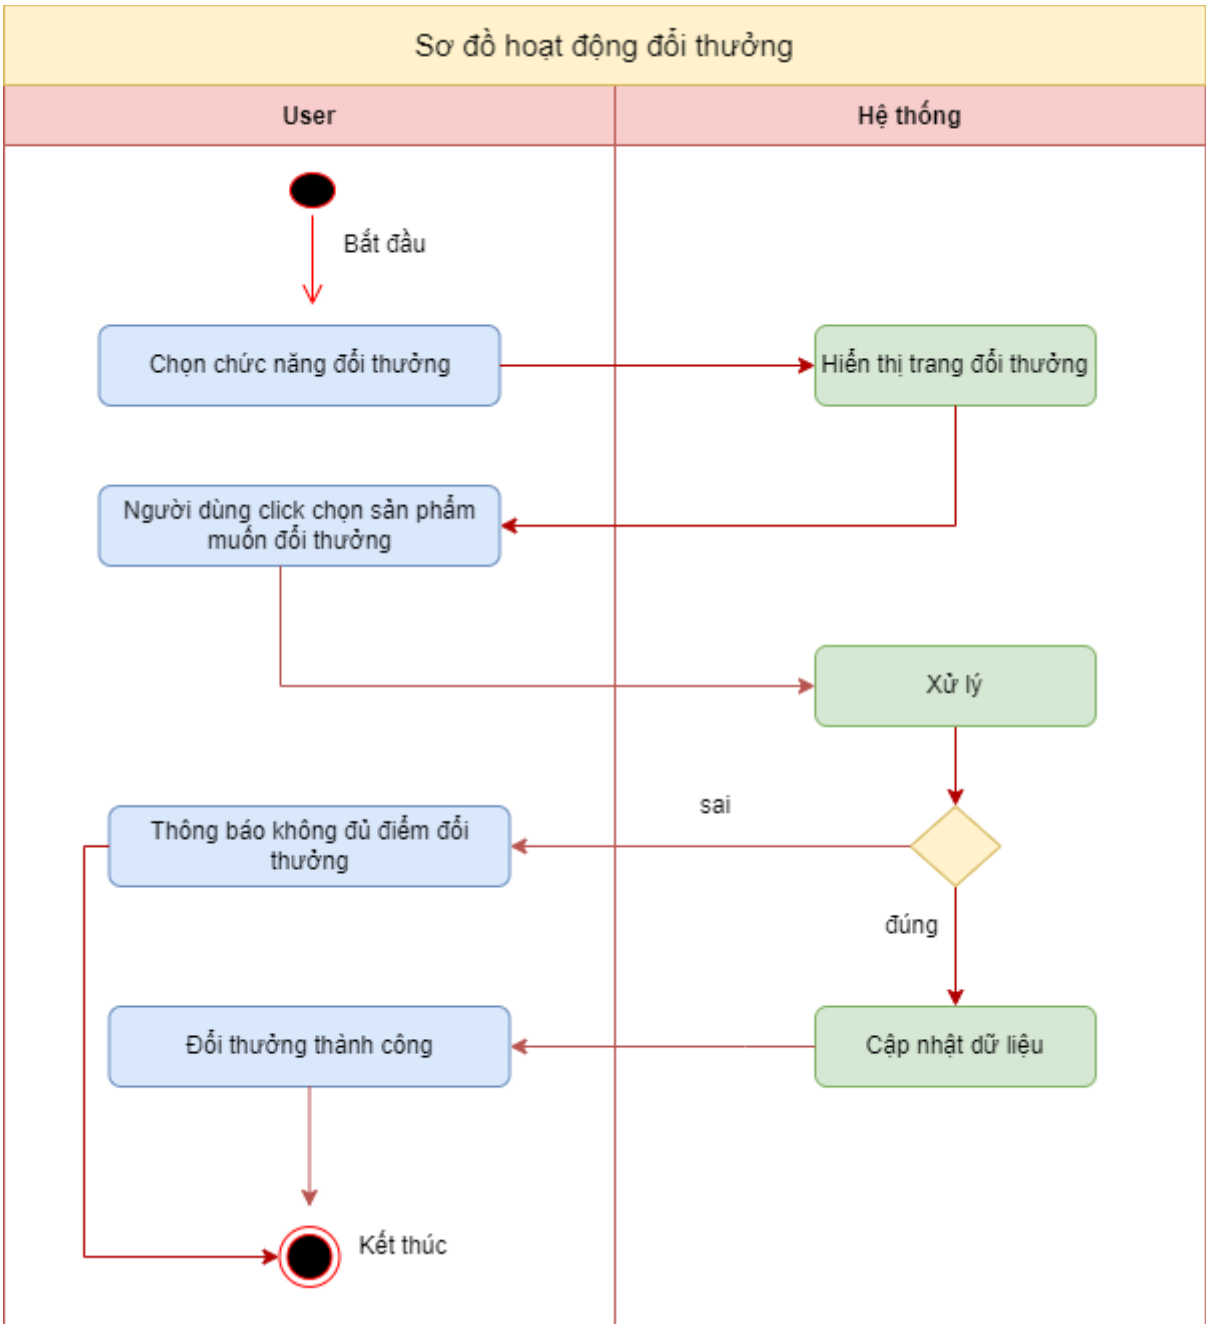 Sơ đồ hoạt động đổi thưởng
User
Hệ thống
Bắt đầu
Chọn chức năng đổi thưởng
Hiển thị trang đổi thưởng
Người dùng click chọn sản phẩm
muốn đổi thưởng
Xử lý
sai
Thông báo không đủ điểm đổi
thưởng
đúng
Đổi thưởng thành công
Cập nhật dữ liệu
Kết thúc